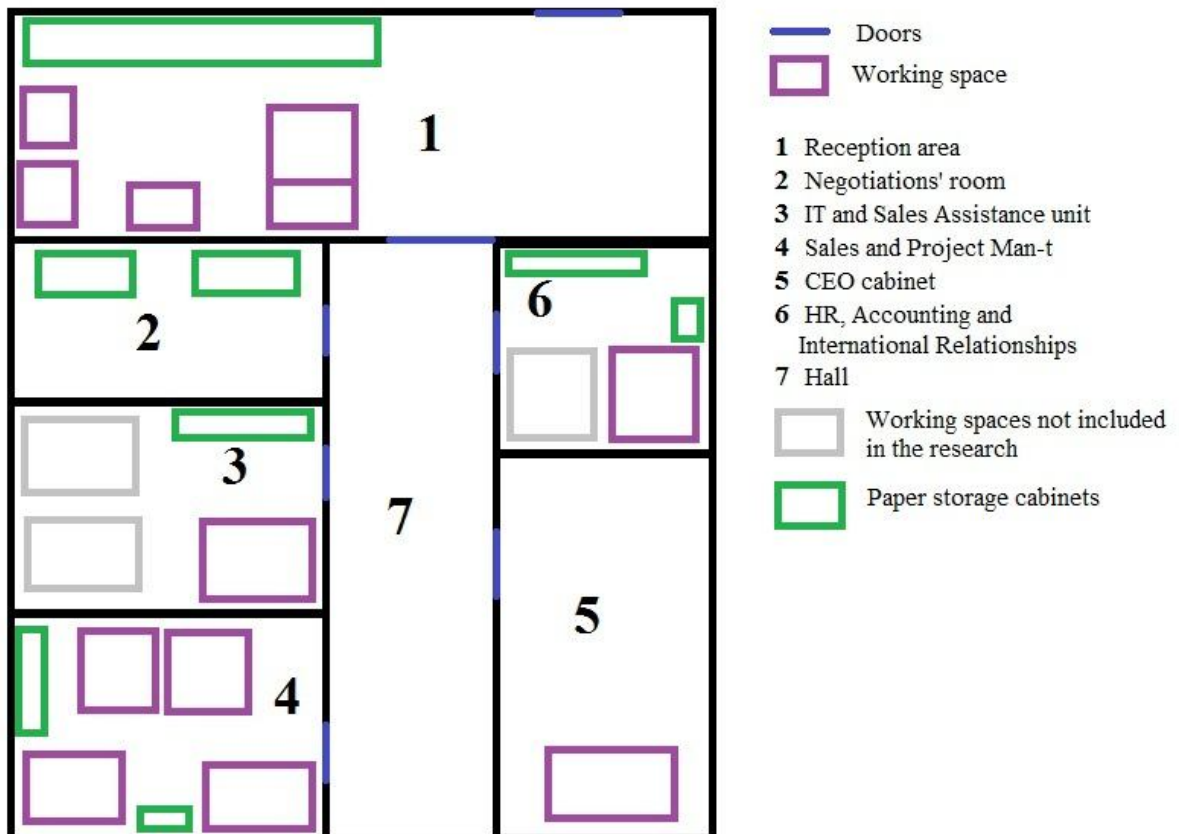 1
2
3
4
5
6
7
Doors
Working space
1 Reception area
2 Negotiations' room
3 IT and Sales Assistance unit
4 Sales and Project Man-t
5 CEO cabinet
6 HR, Accounting and
International Relationships
7 Hall
Working spaces not included
in the research
Paper storage cabinets